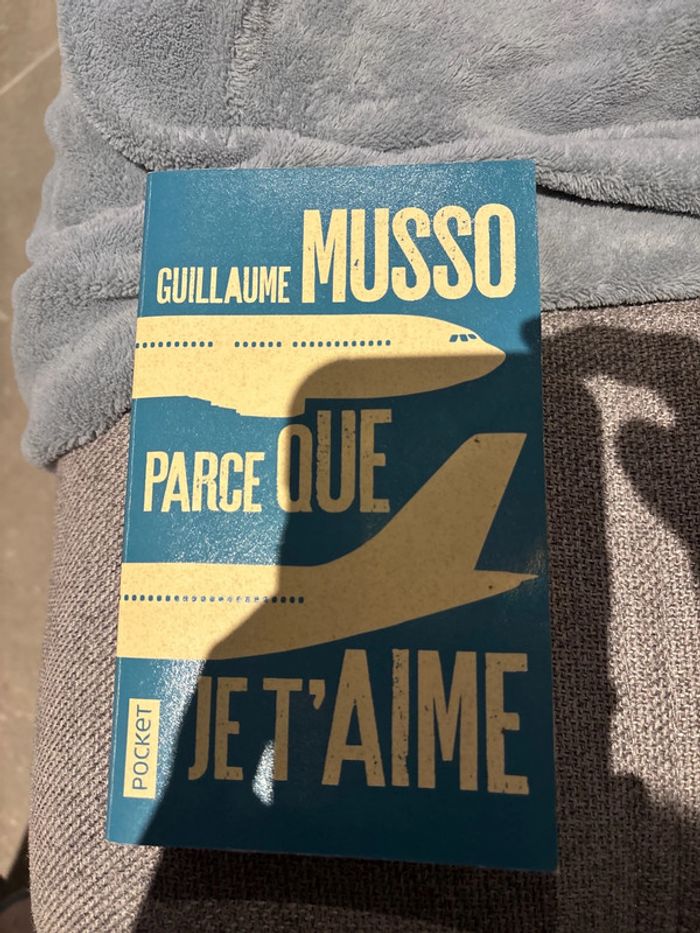 GUILLAUME MUSSO
PARCE QUE
JE T'AIME
POCKET